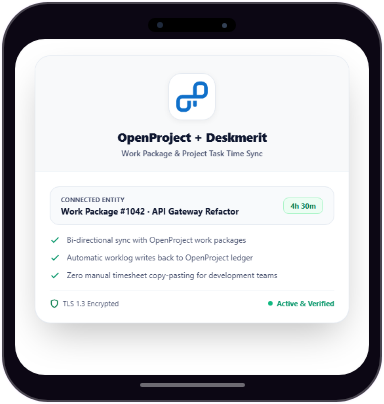 OpenProject + Deskmerit
Work Package & Project Task Time Sync
CONNECTED ENTITY
Work Package #1042 · API Gateway Refactor
4h 30m
Bi-directional sync with OpenProject work packages
Automatic worklog writes back to OpenProject ledger
Zero manual timesheet copy-pasting for development teams
TLS 1.3 Encrypted
Active & Verified